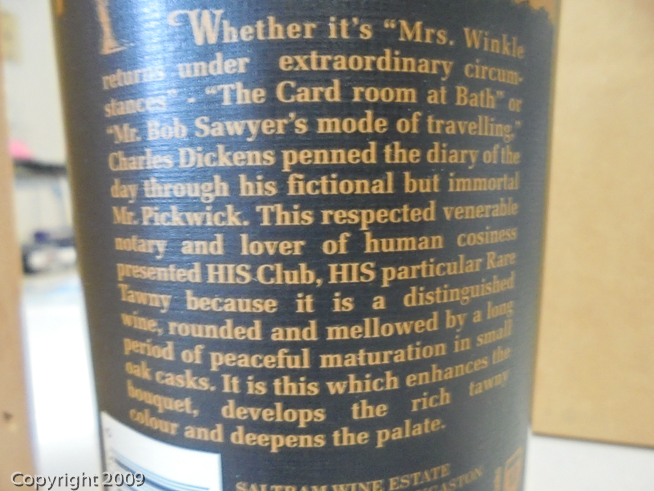 Whether it's "Mrs. Winkle
returns under extraordinary circum-
stances" - "The Card room at Bath" or
"Mr. Bob Sawyer's mode of travelling,"
Charles Dickens penned the diary of the
day through his fictional but immortal
Mr. Pickwick. This respected venerable
notary and lover of human cosiness
presented HIS Club, HIS particular Rare
Tawny because it is a distinguished
wine, rounded and mellowed by a long
period of peaceful maturation in small
oak casks. It is this which enhances the
bouquet, develops the rich tawny
colour and deepens the palate.
SALTRAM WINE ESTATE
Copyright 2009